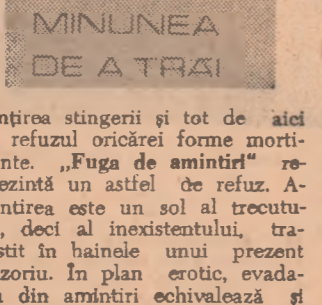 MINUNEA
DE A TRĂI
nțirea stingerii și tot de aici
refuzul oricărei forme morti-
nte. „Fuga de amintiri" re-
ezintă un astfel de refuz. A-
ntirea este un sol al trecutu-
, deci al inexistentului, tra-
stit în hainele unui prezent
zoriu. În plan erotic, evada-
a din amintiri echivalează și